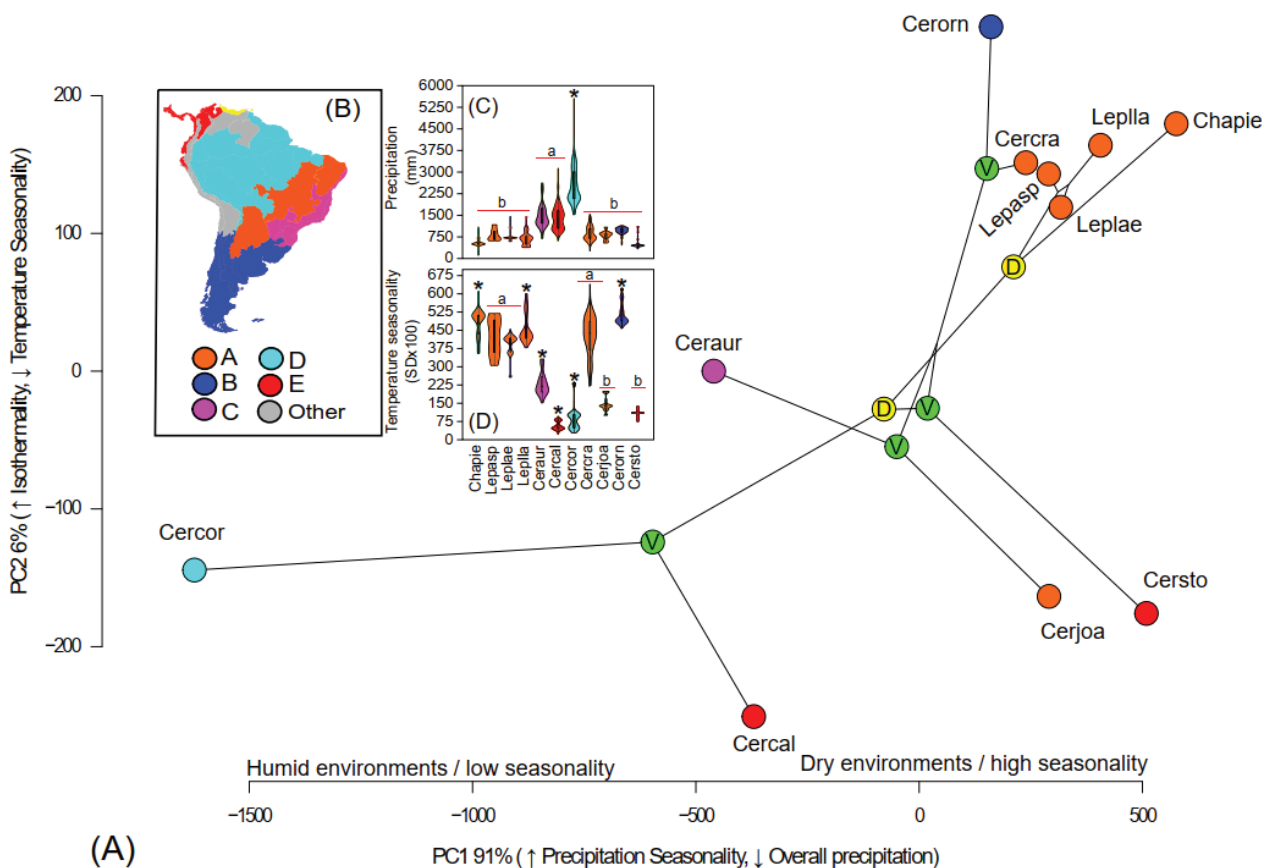 Cerorn
200
(B)
A
D
B
E
C
Other
(C)
Precipitation
(mm)
6000
5250
4500
3750
3000
2250
1500
750
0
*
a
b
b
Temperature seasonality
(SDx100)
675
600
525
450
375
300
225
150
75
0
*
a
*
*
*
*
a
b
*
b
(D)
Chapie
Lepasp
Leplae
Leplla
Ceraur
Cercal
Cercor
Cercra
Cerjoa
Cerorn
Cersto
Leplla
Chapie
Cercra
V
Lepasp
Leplae
D
100
0
−100
−200
PC2 6% ( ↑ Isothermality, ↓ Temperature Seasonality)
Ceraur
D
V
V
Cercor
V
Cersto
Cerjoa
Cercal
Humid environments / low seasonality
Dry environments / high seasonality
−1500
−1000
−500
0
500
(A)
PC1 91% ( ↑ Precipitation Seasonality, ↓ Overall precipitation)